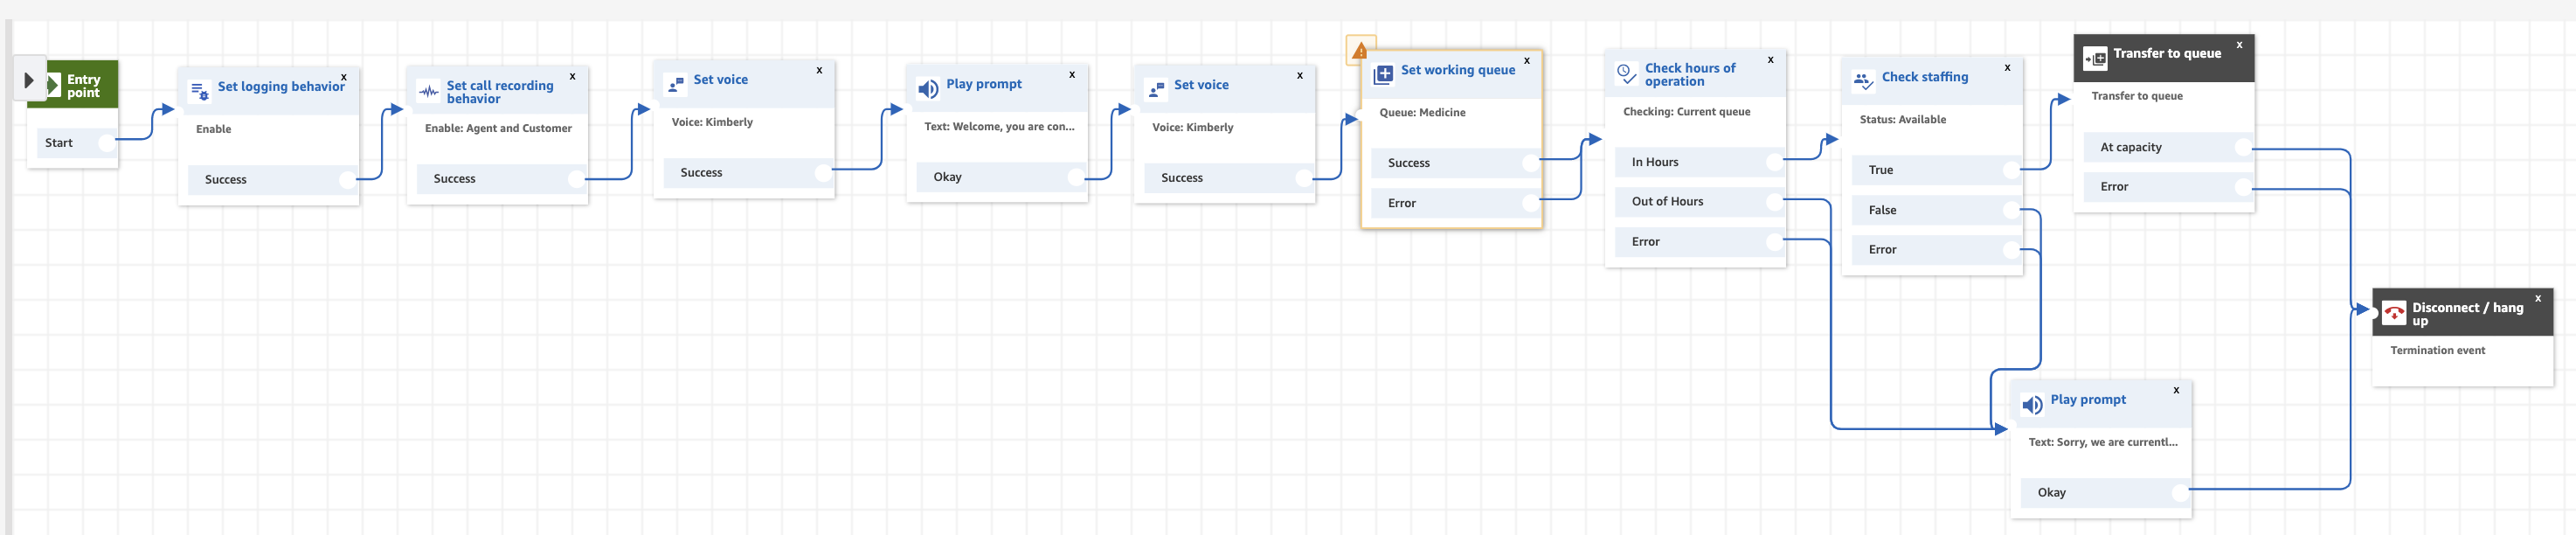 Entry
point
Start
Set logging behavior x
Enable
Success
Set call recording
behavior x
Enable: Agent and Customer
Success
Set voice x
Voice: Kimberly
Success
Play prompt x
Text: Welcome, you are con...
Okay
Set voice x
Voice: Kimberly
Success
Set working queue x
Queue: Medicine
Success
Error
Check hours of
operation x
Checking: Current queue
In Hours
Out of Hours
Error
Check staffing x
Status: Available
True
False
Error
Transfer to queue x
Transfer to queue
At capacity
Error
Disconnect / hang
up x
Termination event
Play prompt x
Text: Sorry, we are currentl...
Okay